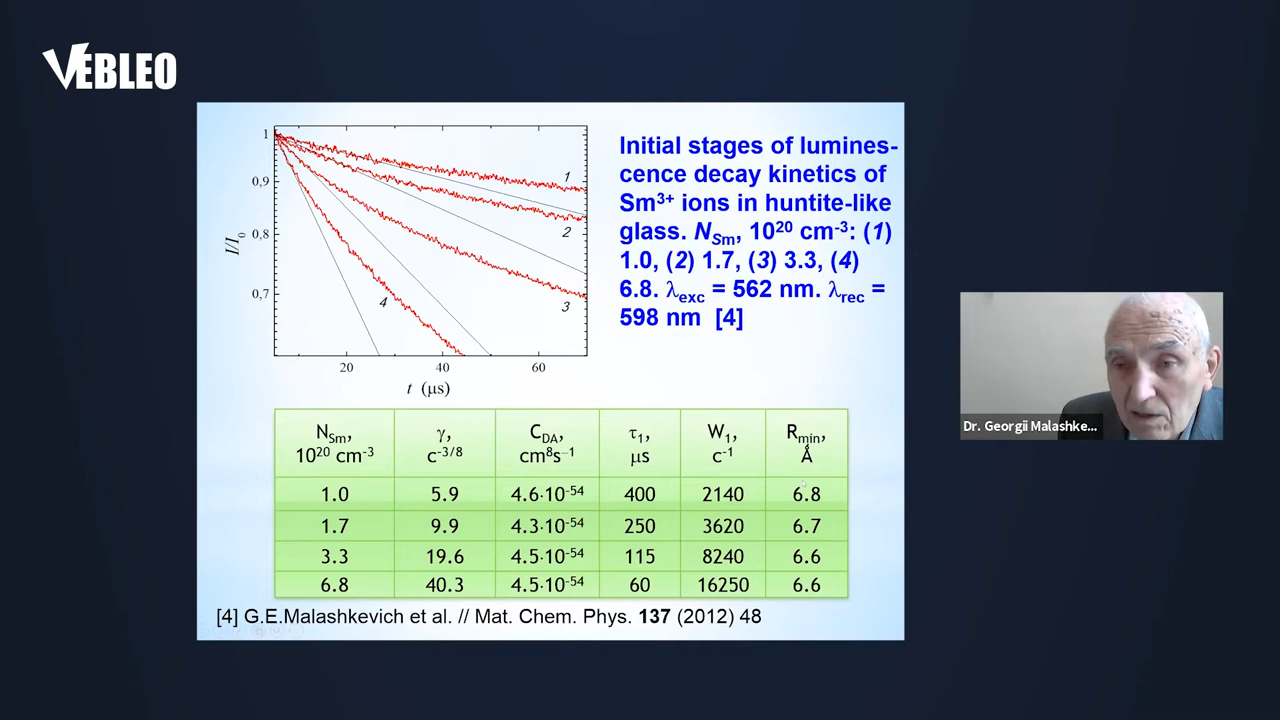 VEBLEO
1
0,9
0,8
0,7
I/I0
1
2
3
4
20 40 60
t (μs)
Initial stages of lumines-
cence decay kinetics of
Sm3+ ions in huntite-like
glass. NSm, 10²⁰ cm-3: (1)
1.0, (2) 1.7, (3) 3.3, (4)
6.8. λexc = 562 nm. λrec =
598 nm [4]
NSm, 10²⁰ cm-3 γ, c-3/8 CDA, cm⁸s⁻¹ τ1, μs W1, c-1 Rmin, Å
1.0 5.9 4.6·10-54 400 2140 6.8
1.7 9.9 4.3·10-54 250 3620 6.7
3.3 19.6 4.5·10-54 115 8240 6.6
6.8 40.3 4.5·10-54 60 16250 6.6
[4] G.E.Malashkevich et al. // Mat. Chem. Phys. 137 (2012) 48
Dr. Georgii Malashke...